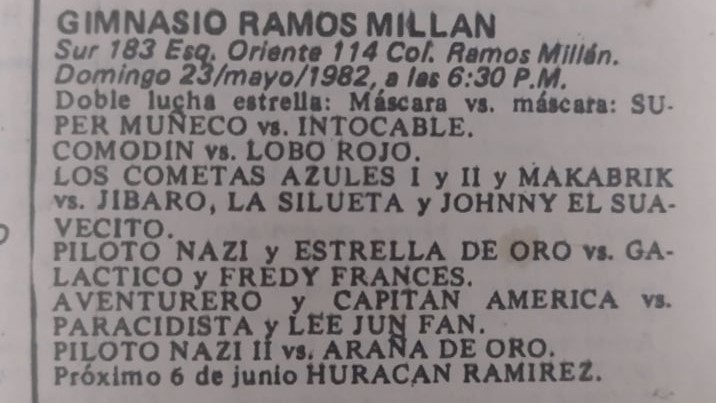 GIMNASIO RAMOS MILLAN
Sur 183 Esq. Oriente 114 Col. Ramos Millán.
Domingo 23/mayo/1982, a las 6:30 P.M.
Doble lucha estrella: Máscara vs. máscara: SU-
PER MUÑECO vs. INTOCABLE.
COMODIN vs. LOBO ROJO.
LOS COMETAS AZULES I y II y MAKABRIK
vs. JIBARO, LA SILUETA y JOHNNY EL SUA-
VECITO.
PILOTO NAZI y ESTRELLA DE ORO vs. GA-
LACTICO y FREDY FRANCES.
AVENTURERO y CAPITAN AMERICA vs.
PARACIDISTA y LEE JUN FAN.
PILOTO NAZI II vs. ARAÑA DE ORO.
Próximo 6 de junio HURACAN RAMIREZ.